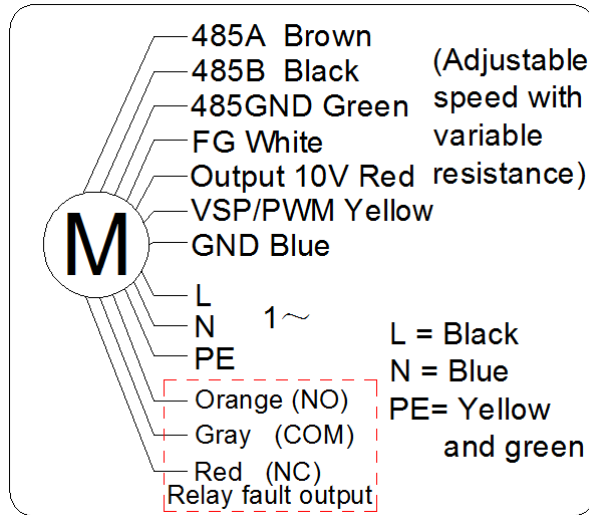 485A Brown
485B Black
485GND Green
FG White
Output 10V Red
VSP/PWM Yellow
GND Blue
(Adjustable
speed with
variable
resistance)
M
L
N
PE
1～
L = Black
N = Blue
PE= Yellow
and green
Orange (NO)
Gray (COM)
Red (NC)
Relay fault output